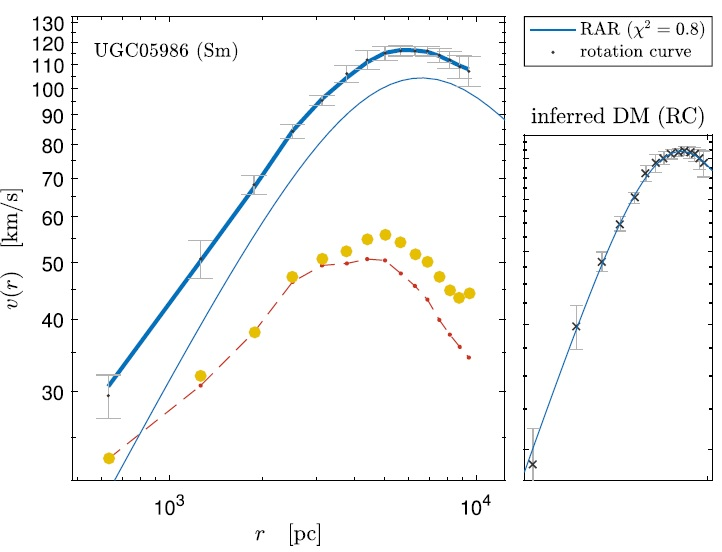 UGC05986 (Sm)
130
120
110
100
90
80
70
60
50
40
30
v(r) [km/s]
10³
10⁴
r [pc]
RAR (χ² = 0.8)
rotation curve
inferred DM (RC)